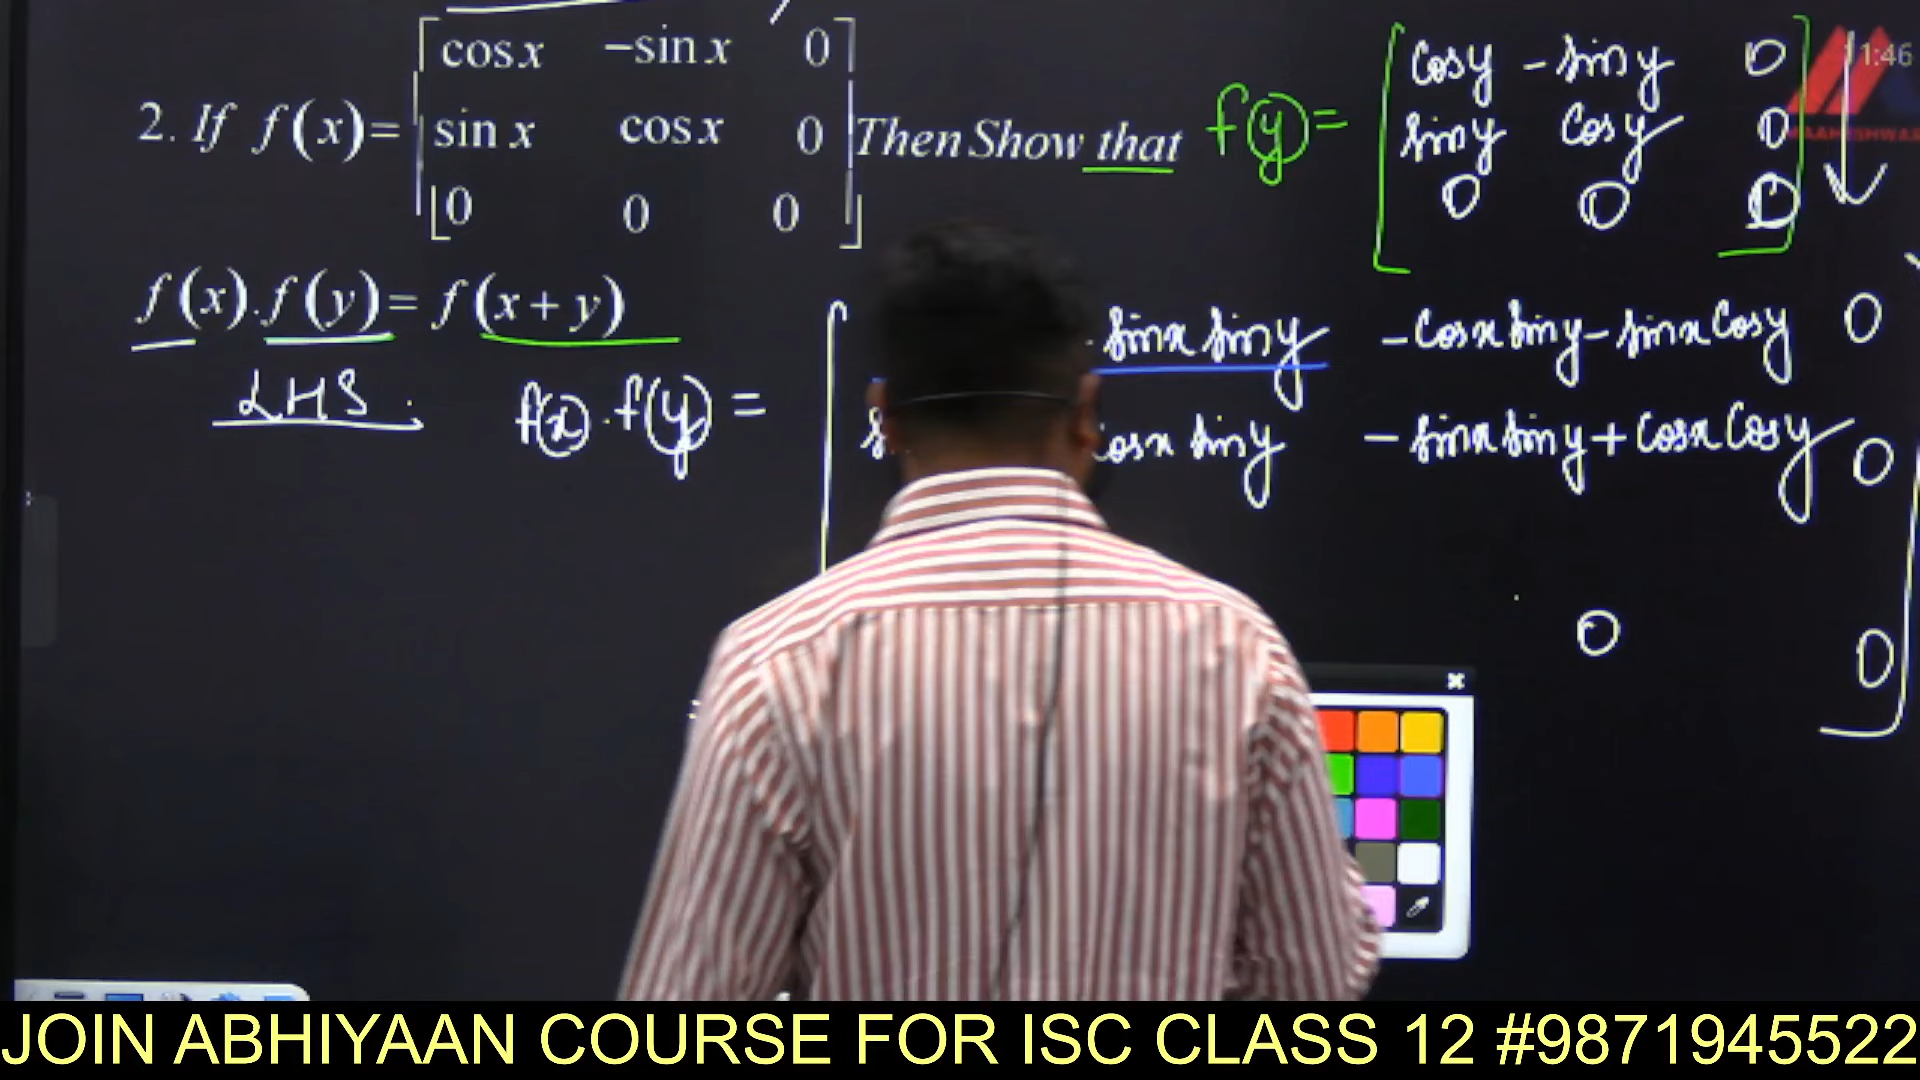 cos x −sin x 0
2. If f(x)= sin x cos x 0 Then Show that
0 0 0
f(y)= cosy -siny 0
siny cosy 0
0 0 0
11:46
f(x).f(y)= f(x+y)
LHS. f(x).f(y) =
sinx siny -cosx siny-sinx cosy 0
cosx siny -sinx siny+cosx cosy 0
0 0
JOIN ABHIYAAN COURSE FOR ISC CLASS 12 #9871945522